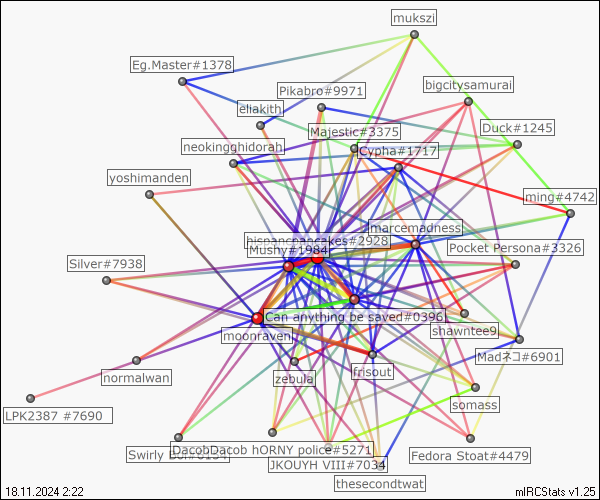 mukszi
Eg.Master#1378
bigcitysamurai
Pikabro#9971
eliakith
Duck#1245
Majestic#3375
neokingghidorah
Cypha#1717
yoshimanden
ming#4742
marcemadness
hispancpancakes#2928
Mushy#1984
Pocket Persona#3326
Silver#7938
Can anything be saved#0396
shawntee9
moonraven
Madネコ#6901
frisout
zebula
normalwan
somass
LPK2387 #7690
DacobDacob hORNY police#5271
Swirly
Fedora Stoat#4479
JKOUYH VIII#7034
thesecondtwat
18.11.2024 2:22
mIRCStats v1.25